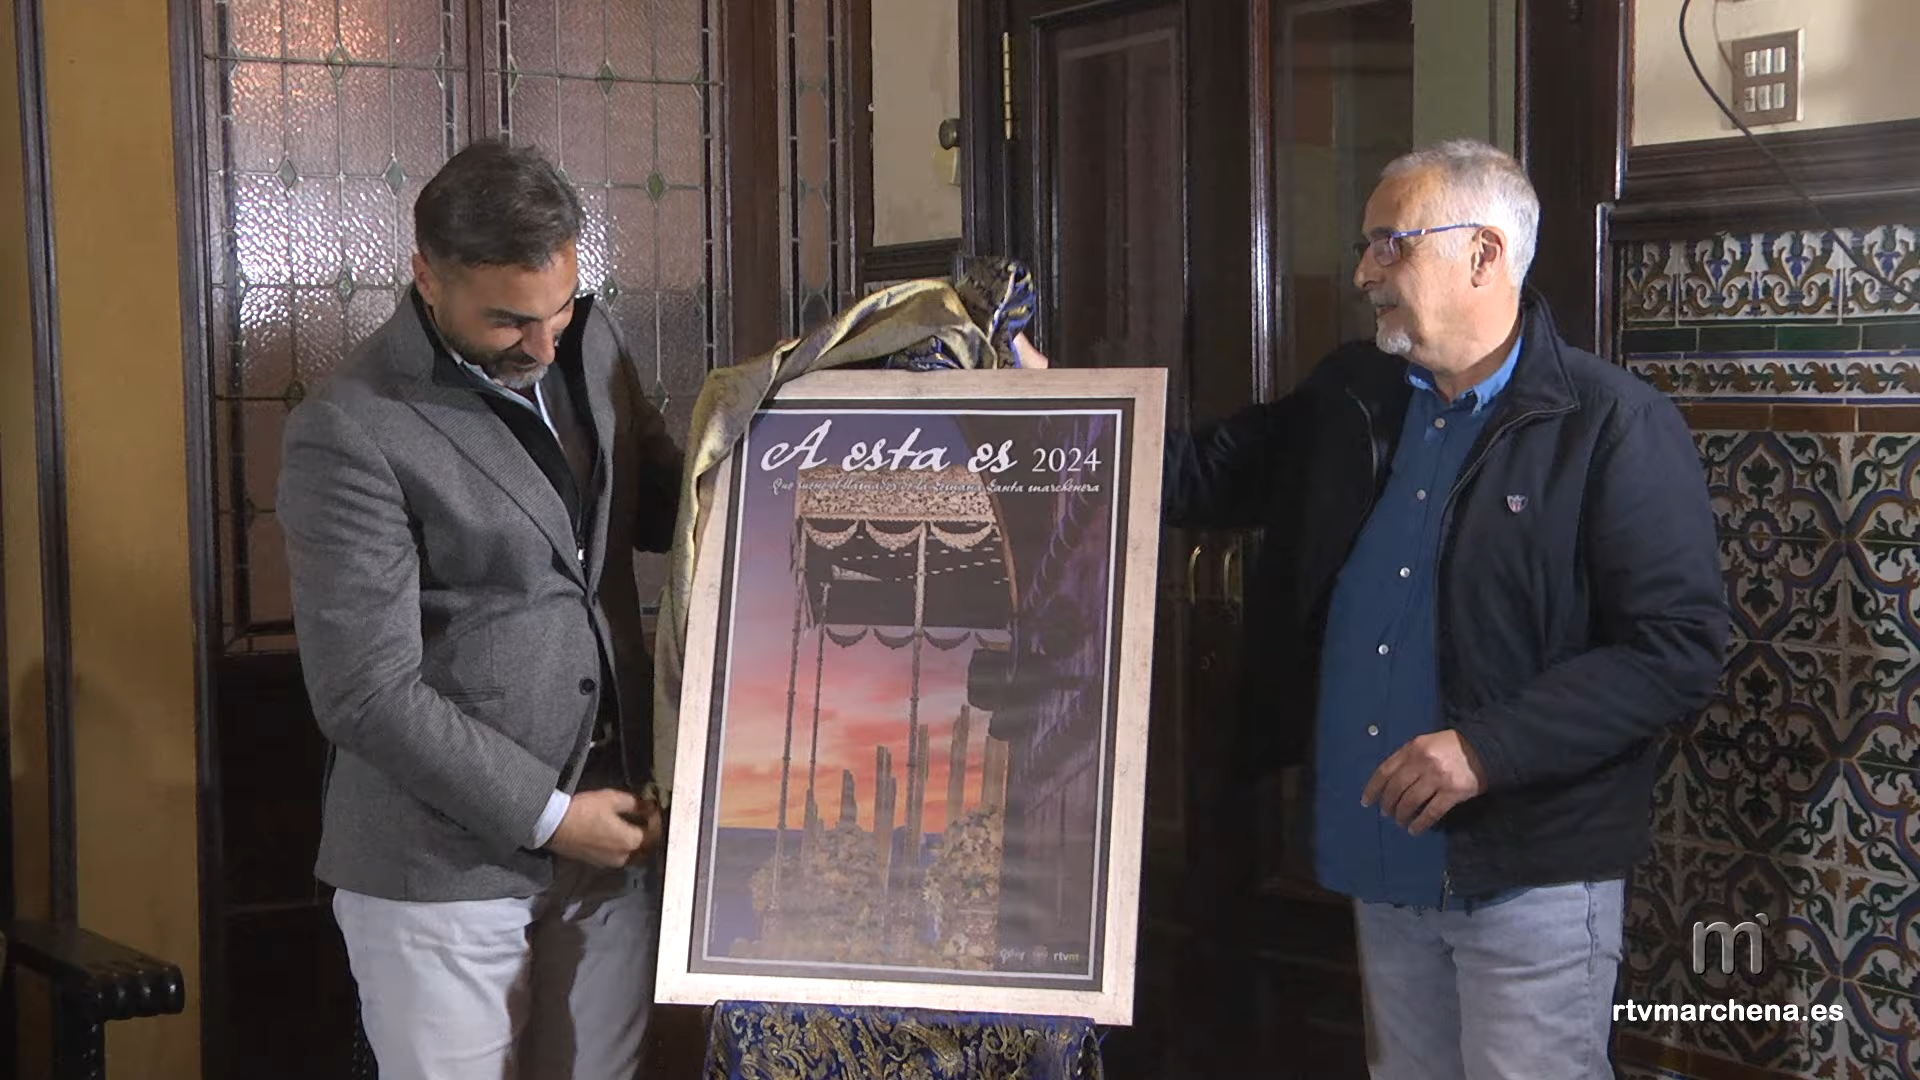 A esta es 2024
Que suene el llamador de la Semana Santa marchenera
rtvm
m
rtvmarchena.es